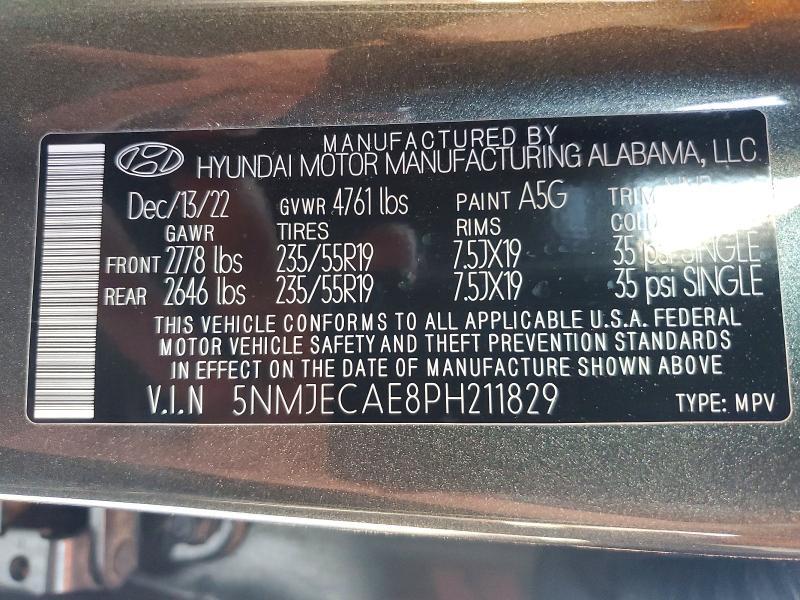 MANUFACTURED BY
HYUNDAI MOTOR MANUFACTURING ALABAMA, LLC
Dec/13/22 GVWR 4761 lbs PAINT A5G TRIM
GAWR TIRES RIMS COLD
FRONT 2778 lbs 235/55R19 7.5JX19 35 psi SINGLE
REAR 2646 lbs 235/55R19 7.5JX19 35 psi SINGLE
THIS VEHICLE CONFORMS TO ALL APPLICABLE U.S.A. FEDERAL
MOTOR VEHICLE SAFETY AND THEFT PREVENTION STANDARDS
IN EFFECT ON THE DATE OF MANUFACTURE SHOWN ABOVE
V.I.N 5NMJECAE8PH211829 TYPE: MPV